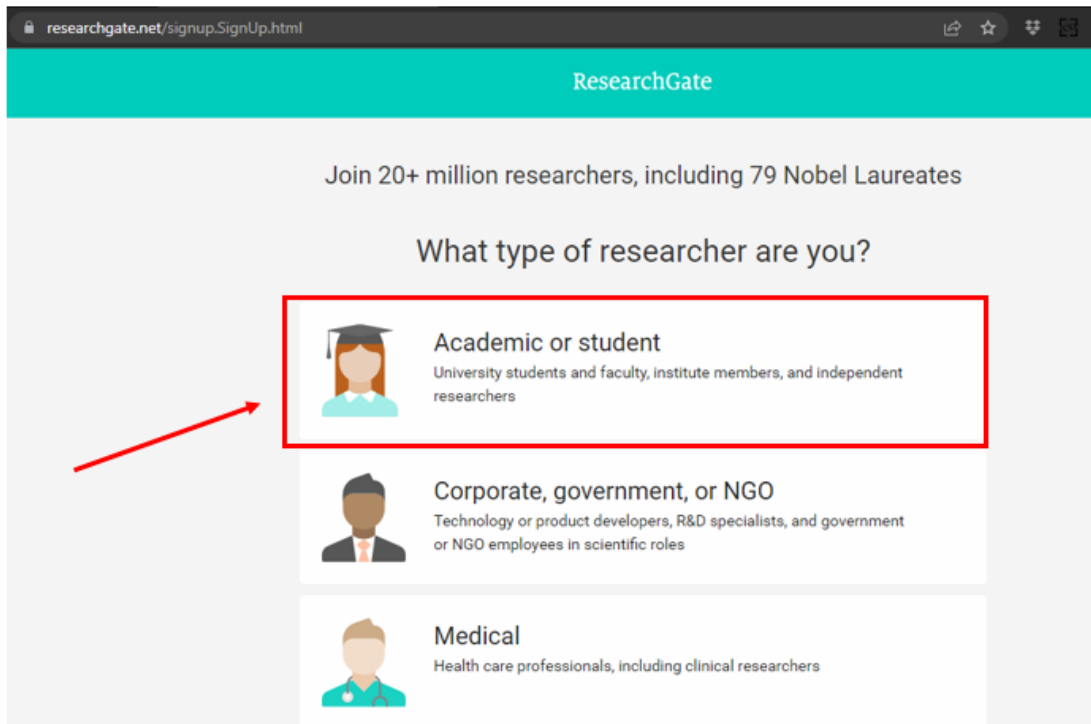 researchgate.net/signup.SignUp.html
ResearchGate
Join 20+ million researchers, including 79 Nobel Laureates
What type of researcher are you?
Academic or student
University students and faculty, institute members, and independent
researchers
Corporate, government, or NGO
Technology or product developers, R&D specialists, and government
or NGO employees in scientific roles
Medical
Health care professionals, including clinical researchers